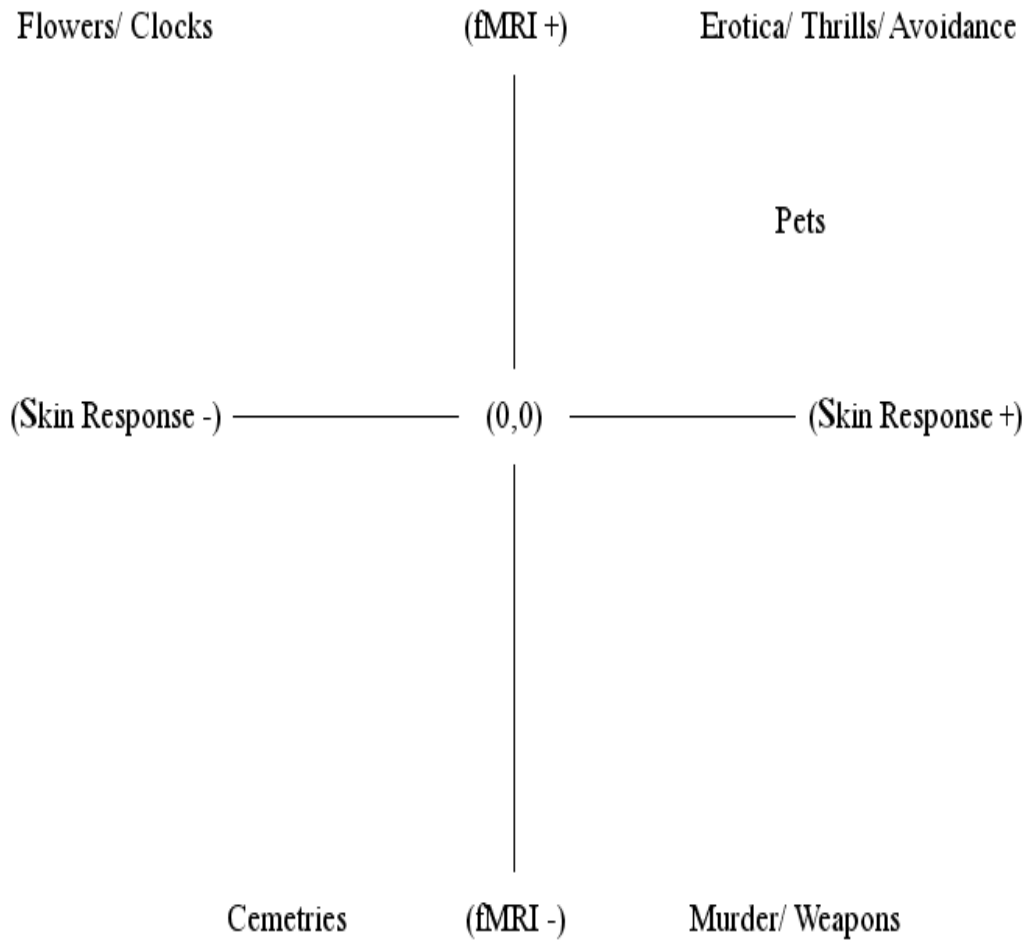 Flowers/ Clocks
(fMRI +)
Erotica/ Thrills/ Avoidance
Pets
(Skin Response -)
(0,0)
(Skin Response +)
Cemetries
(fMRI -)
Murder/ Weapons